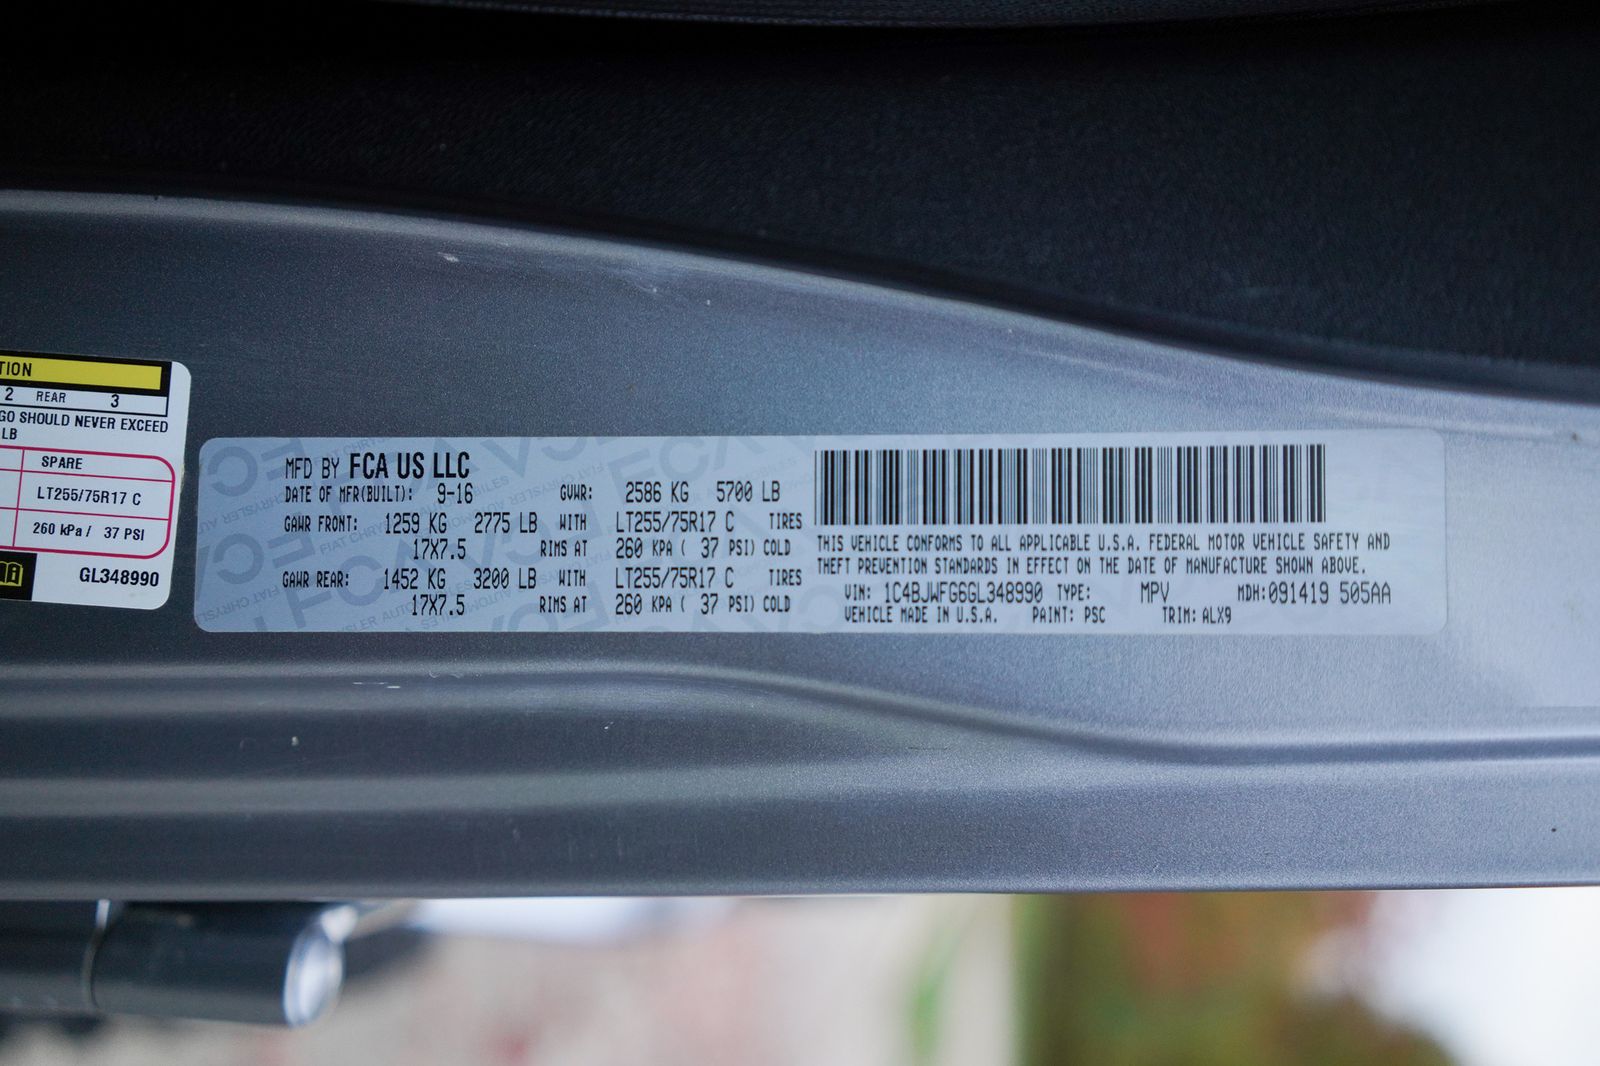 TION
2 REAR 3
GO SHOULD NEVER EXCEED
LB
SPARE
LT255/75R17 C
260 kPa / 37 PSI
GL348990
MFD BY FCA US LLC
DATE OF MFR(BUILT): 9-16 GVWR: 2586 KG 5700 LB
GAWR FRONT: 1259 KG 2775 LB WITH LT255/75R17 C TIRES
17X7.5 RIMS AT 260 KPA ( 37 PSI) COLD
GAWR REAR: 1452 KG 3200 LB WITH LT255/75R17 C TIRES
17X7.5 RIMS AT 260 KPA ( 37 PSI) COLD
THIS VEHICLE CONFORMS TO ALL APPLICABLE U.S.A. FEDERAL MOTOR VEHICLE SAFETY AND
THEFT PREVENTION STANDARDS IN EFFECT ON THE DATE OF MANUFACTURE SHOWN ABOVE.
VIN: 1C4BJWFG6GL348990 TYPE: MPV MDH:091419 505AA
VEHICLE MADE IN U.S.A. PAINT: PSC TRIM: ALX9